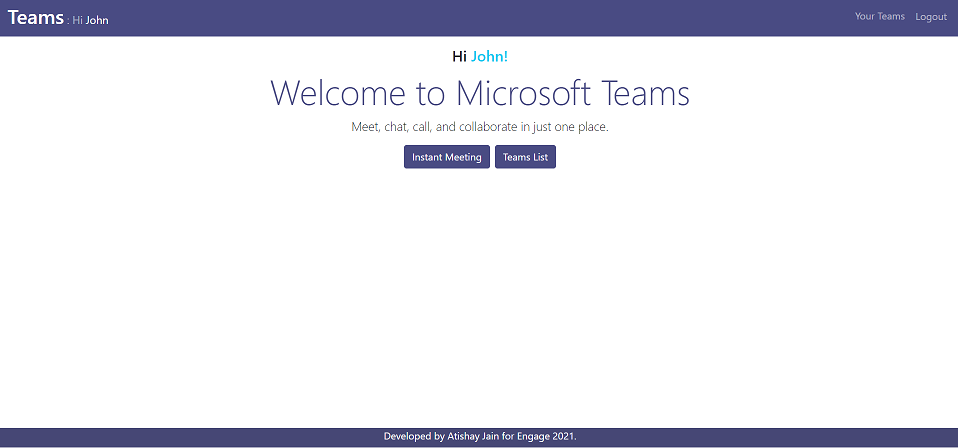 Teams : Hi John
Your Teams
Logout
Hi John!
Welcome to Microsoft Teams
Meet, chat, call, and collaborate in just one place.
Instant Meeting
Teams List
Developed by Atishay Jain for Engage 2021.